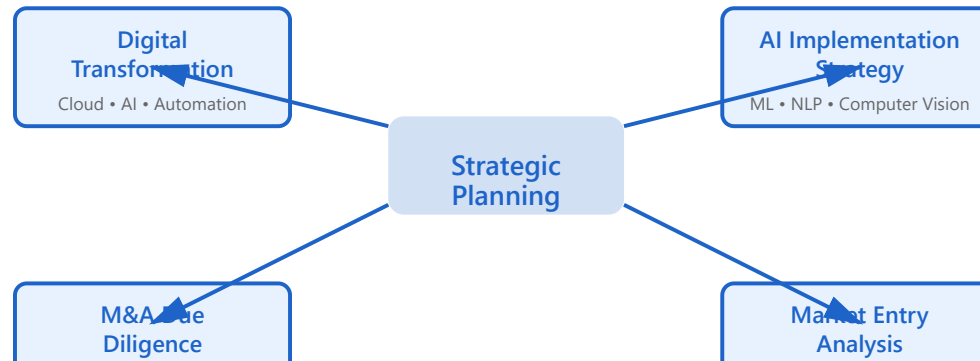 Digital
Transformation
Cloud • AI • Automation
AI Implementation
Strategy
ML • NLP • Computer Vision
Strategic
Planning
M&A Due
Diligence
Market Entry
Analysis